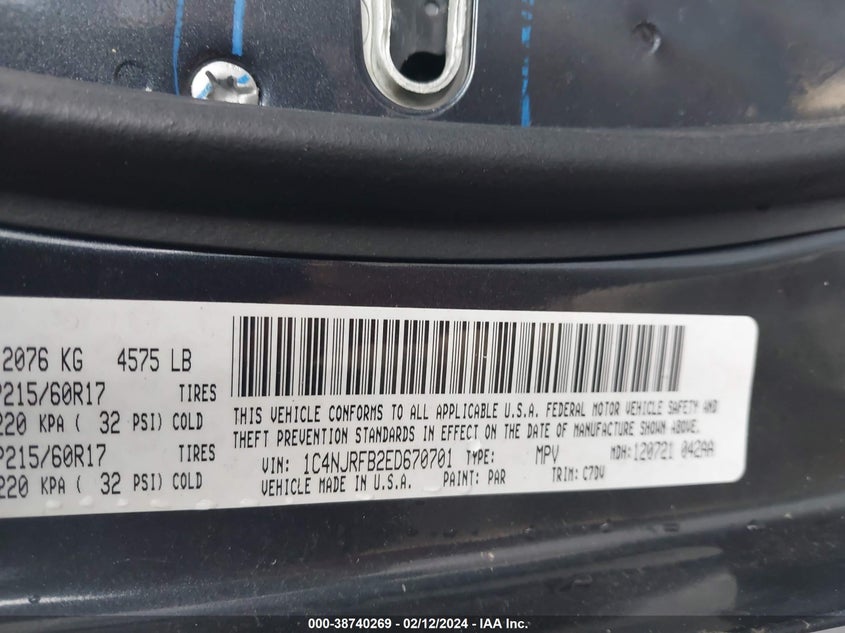 2076 KG 4575 LB
P215/60R17 TIRES
220 KPA ( 32 PSI) COLD
P215/60R17 TIRES
220 KPA ( 32 PSI) COLD
THIS VEHICLE CONFORMS TO ALL APPLICABLE U.S.A. FEDERAL MOTOR VEHICLE SAFETY AND
THEFT PREVENTION STANDARDS IN EFFECT ON THE DATE OF MANUFACTURE SHOWN ABOVE.
VIN: 1C4NJRFB2ED670701 TYPE: MPV MDH:120721 042AA
VEHICLE MADE IN U.S.A. PAINT: PAR TRIM: C7DV
000-38740269 - 02/12/2024 - IAA Inc.